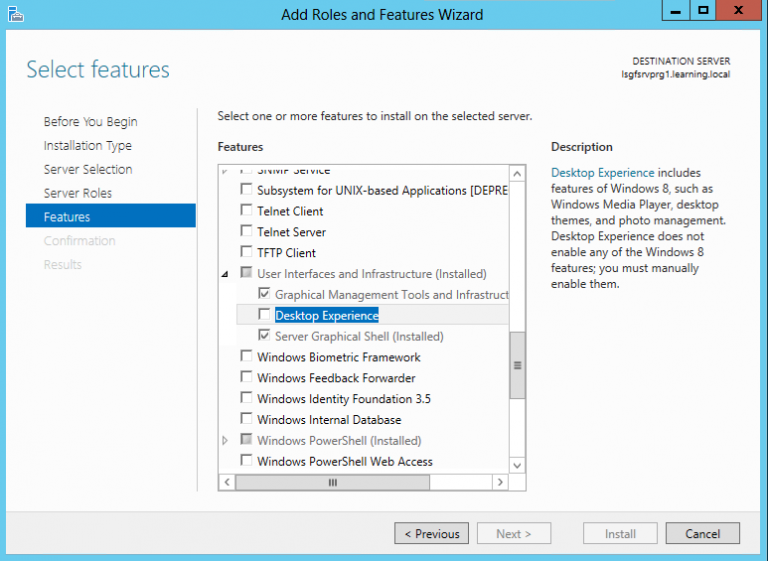 Add Roles and Features Wizard
Select features
DESTINATION SERVER
lsgfsrvprg1.learning.local
Before You Begin
Installation Type
Server Selection
Server Roles
Features
Confirmation
Results
Select one or more features to install on the selected server.
Features
SNMP Service
Subsystem for UNIX-based Applications [DEPRE
Telnet Client
Telnet Server
TFTP Client
User Interfaces and Infrastructure (Installed)
Graphical Management Tools and Infrastruct
Desktop Experience
Server Graphical Shell (Installed)
Windows Biometric Framework
Windows Feedback Forwarder
Windows Identity Foundation 3.5
Windows Internal Database
Windows PowerShell (Installed)
Windows PowerShell Web Access
Description
Desktop Experience includes
features of Windows 8, such as
Windows Media Player, desktop
themes, and photo management.
Desktop Experience does not
enable any of the Windows 8
features; you must manually
enable them.
< Previous
Next >
Install
Cancel